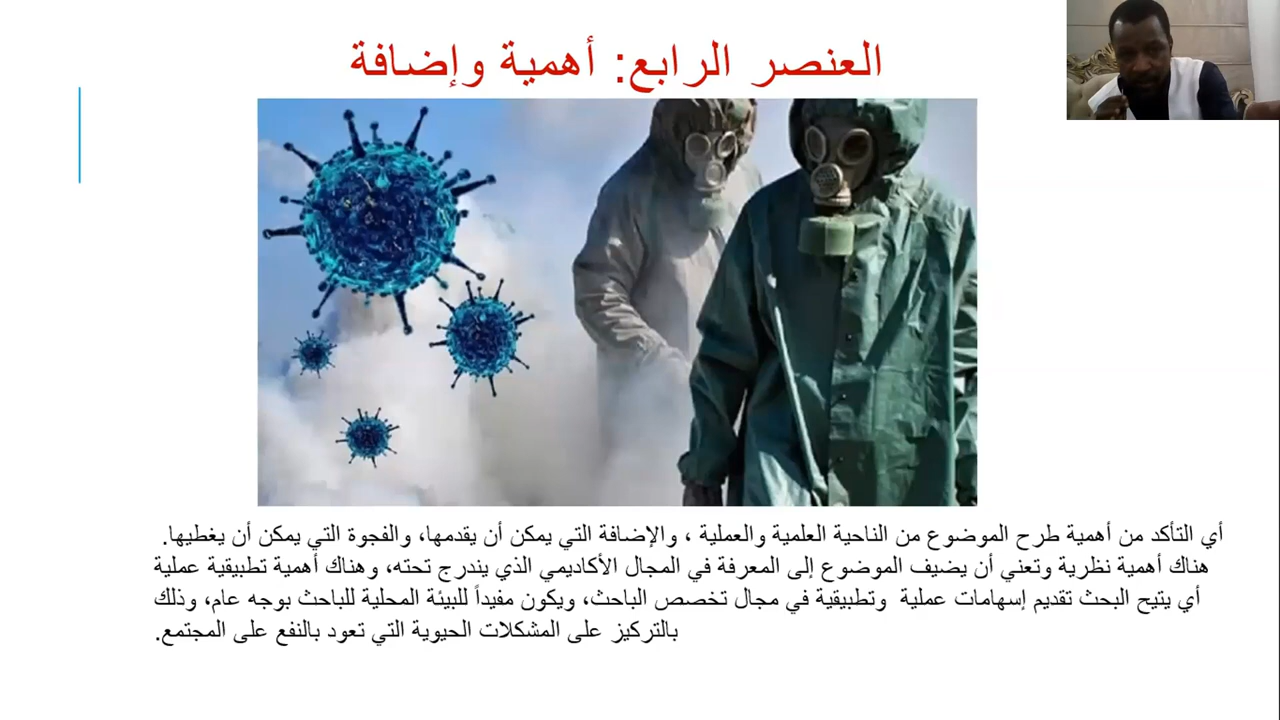 العنصر الرابع: أهمية وإضافة
أي التأكد من أهمية طرح الموضوع من الناحية العلمية والعملية ، والإضافة التي يمكن أن يقدمها، والفجوة التي يمكن أن يغطيها.
هناك أهمية نظرية وتعني أن يضيف الموضوع إلى المعرفة في المجال الأكاديمي الذي يندرج تحته، وهناك أهمية تطبيقية عملية
أي يتيح البحث تقديم إسهامات عملية وتطبيقية في مجال تخصص الباحث، ويكون مفيداً للبيئة المحلية للباحث بوجه عام، وذلك
بالتركيز على المشكلات الحيوية التي تعود بالنفع على المجتمع.